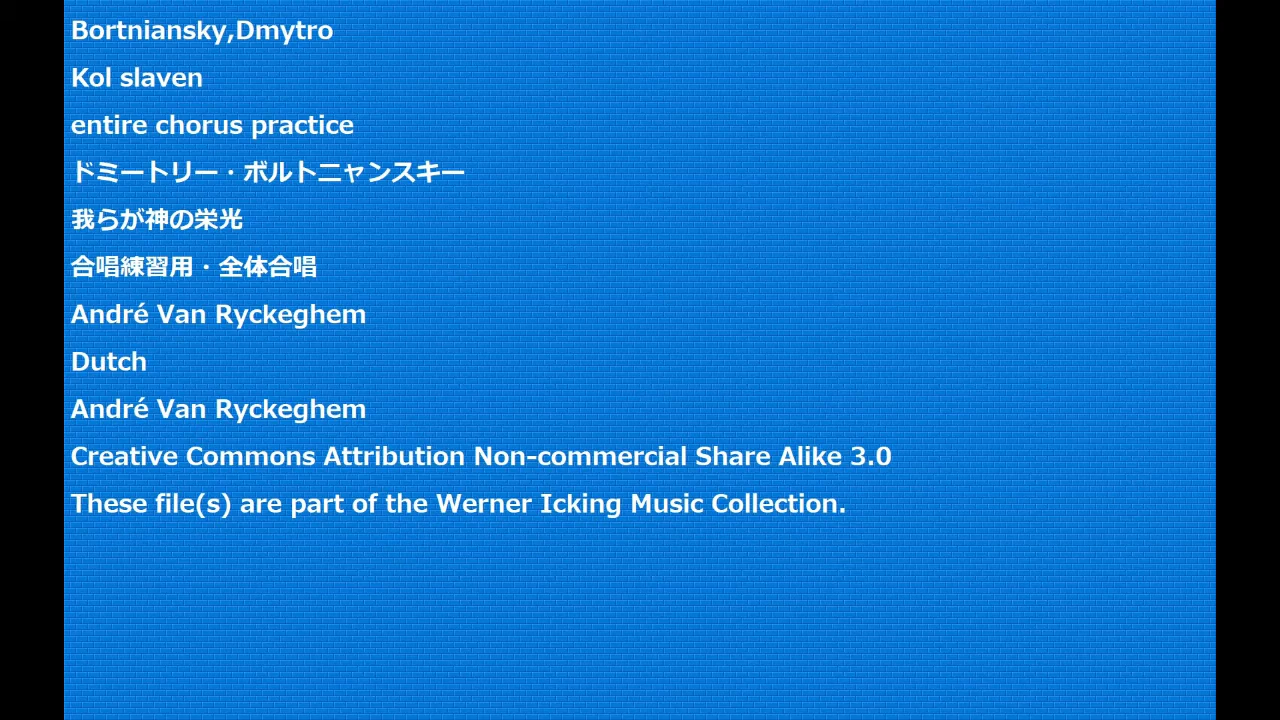 Bortniansky,Dmytro
Kol slaven
entire chorus practice
ドミートリー・ボルトニャンスキー
我らが神の栄光
合唱練習用・全体合唱
André Van Ryckeghem
Dutch
André Van Ryckeghem
Creative Commons Attribution Non-commercial Share Alike 3.0
These file(s) are part of the Werner Icking Music Collection.